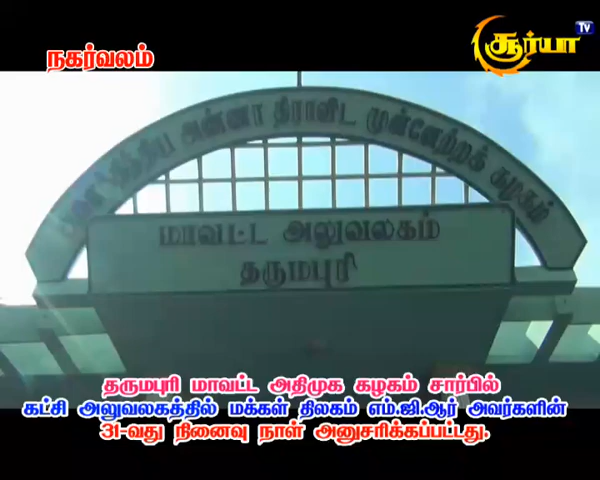 நகர்வலம்
சூர்யா TV
அனைத்திந்திய அண்ணா திராவிட முன்னேற்றக் கழகம்
மாவட்ட அலுவலகம்
தருமபுரி
தருமபுரி மாவட்ட அதிமுக கழகம் சார்பில்
கட்சி அலுவலகத்தில் மக்கள் திலகம் எம்.ஜி.ஆர் அவர்களின்
31-வது நினைவு நாள் அனுசரிக்கப்பட்டது.